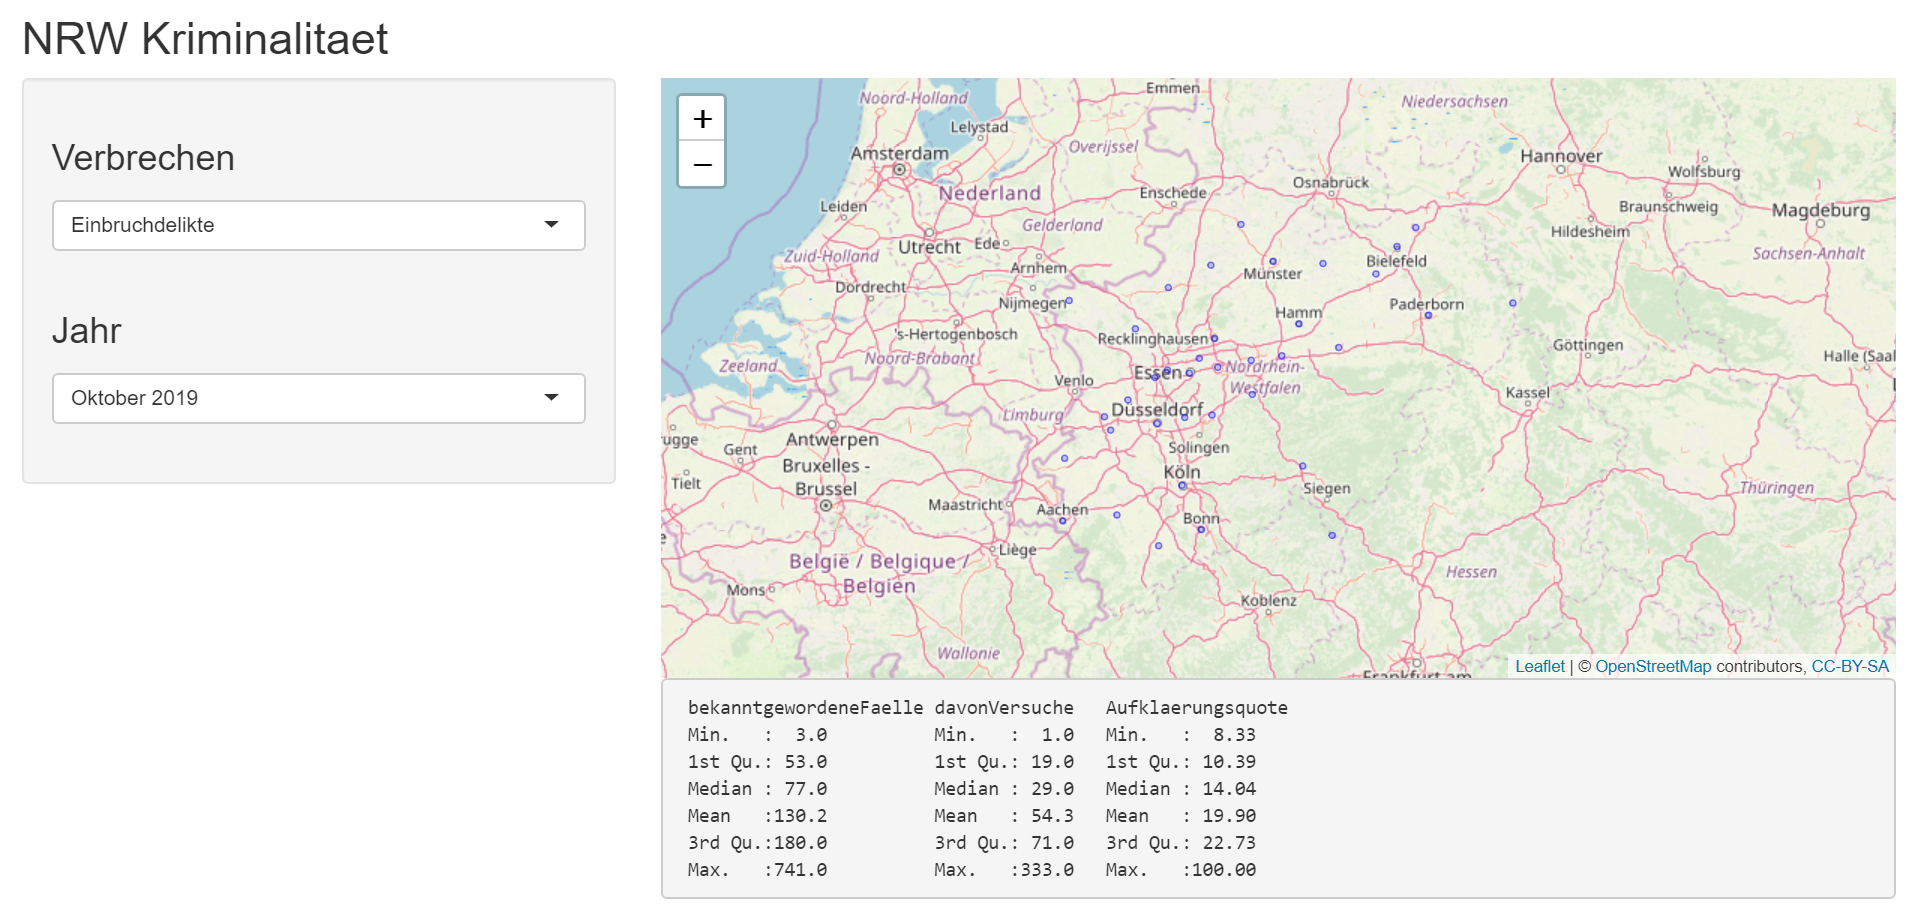 NRW Kriminalitaet
Verbrechen
Einbruchdelikte
Jahr
Oktober 2019
+
−
Noord-Holland
Emmen
Niedersachsen
Lelystad
Amsterdam
Overijssel
Hannover
Wolfsburg
Nederland
Enschede
Osnabrück
Leiden
Braunschweig
Magdeburg
Utrecht
Ede
Gelderland
Hildesheim
Zuid-Holland
Arnhem
Münster
Bielefeld
Sachsen-Anhalt
Dordrecht
Nijmegen
Paderborn
's-Hertogenbosch
Hamm
Recklinghausen
Göttingen
Zeeland
Noord-Brabant
Venlo
Essen
Nordrhein-
Westfalen
Halle (Saal
Kassel
Limburg
Düsseldorf
ugge
Gent
Antwerpen
Solingen
Tielt
Bruxelles -
Brussel
Köln
Siegen
Thüringen
Maastricht
Aachen
Bonn
Liège
België / Belgique /
Belgien
Hessen
Mons
Koblenz
Wallonie
Frankfurt am
Leaflet | © OpenStreetMap contributors, CC-BY-SA
bekanntgewordeneFaelle davonVersuche Aufklaerungsquote
Min. : 3.0 Min. : 1.0 Min. : 8.33
1st Qu.: 53.0 1st Qu.: 19.0 1st Qu.: 10.39
Median : 77.0 Median : 29.0 Median : 14.04
Mean :130.2 Mean : 54.3 Mean : 19.90
3rd Qu.:180.0 3rd Qu.: 71.0 3rd Qu.: 22.73
Max. :741.0 Max. :333.0 Max. :100.00